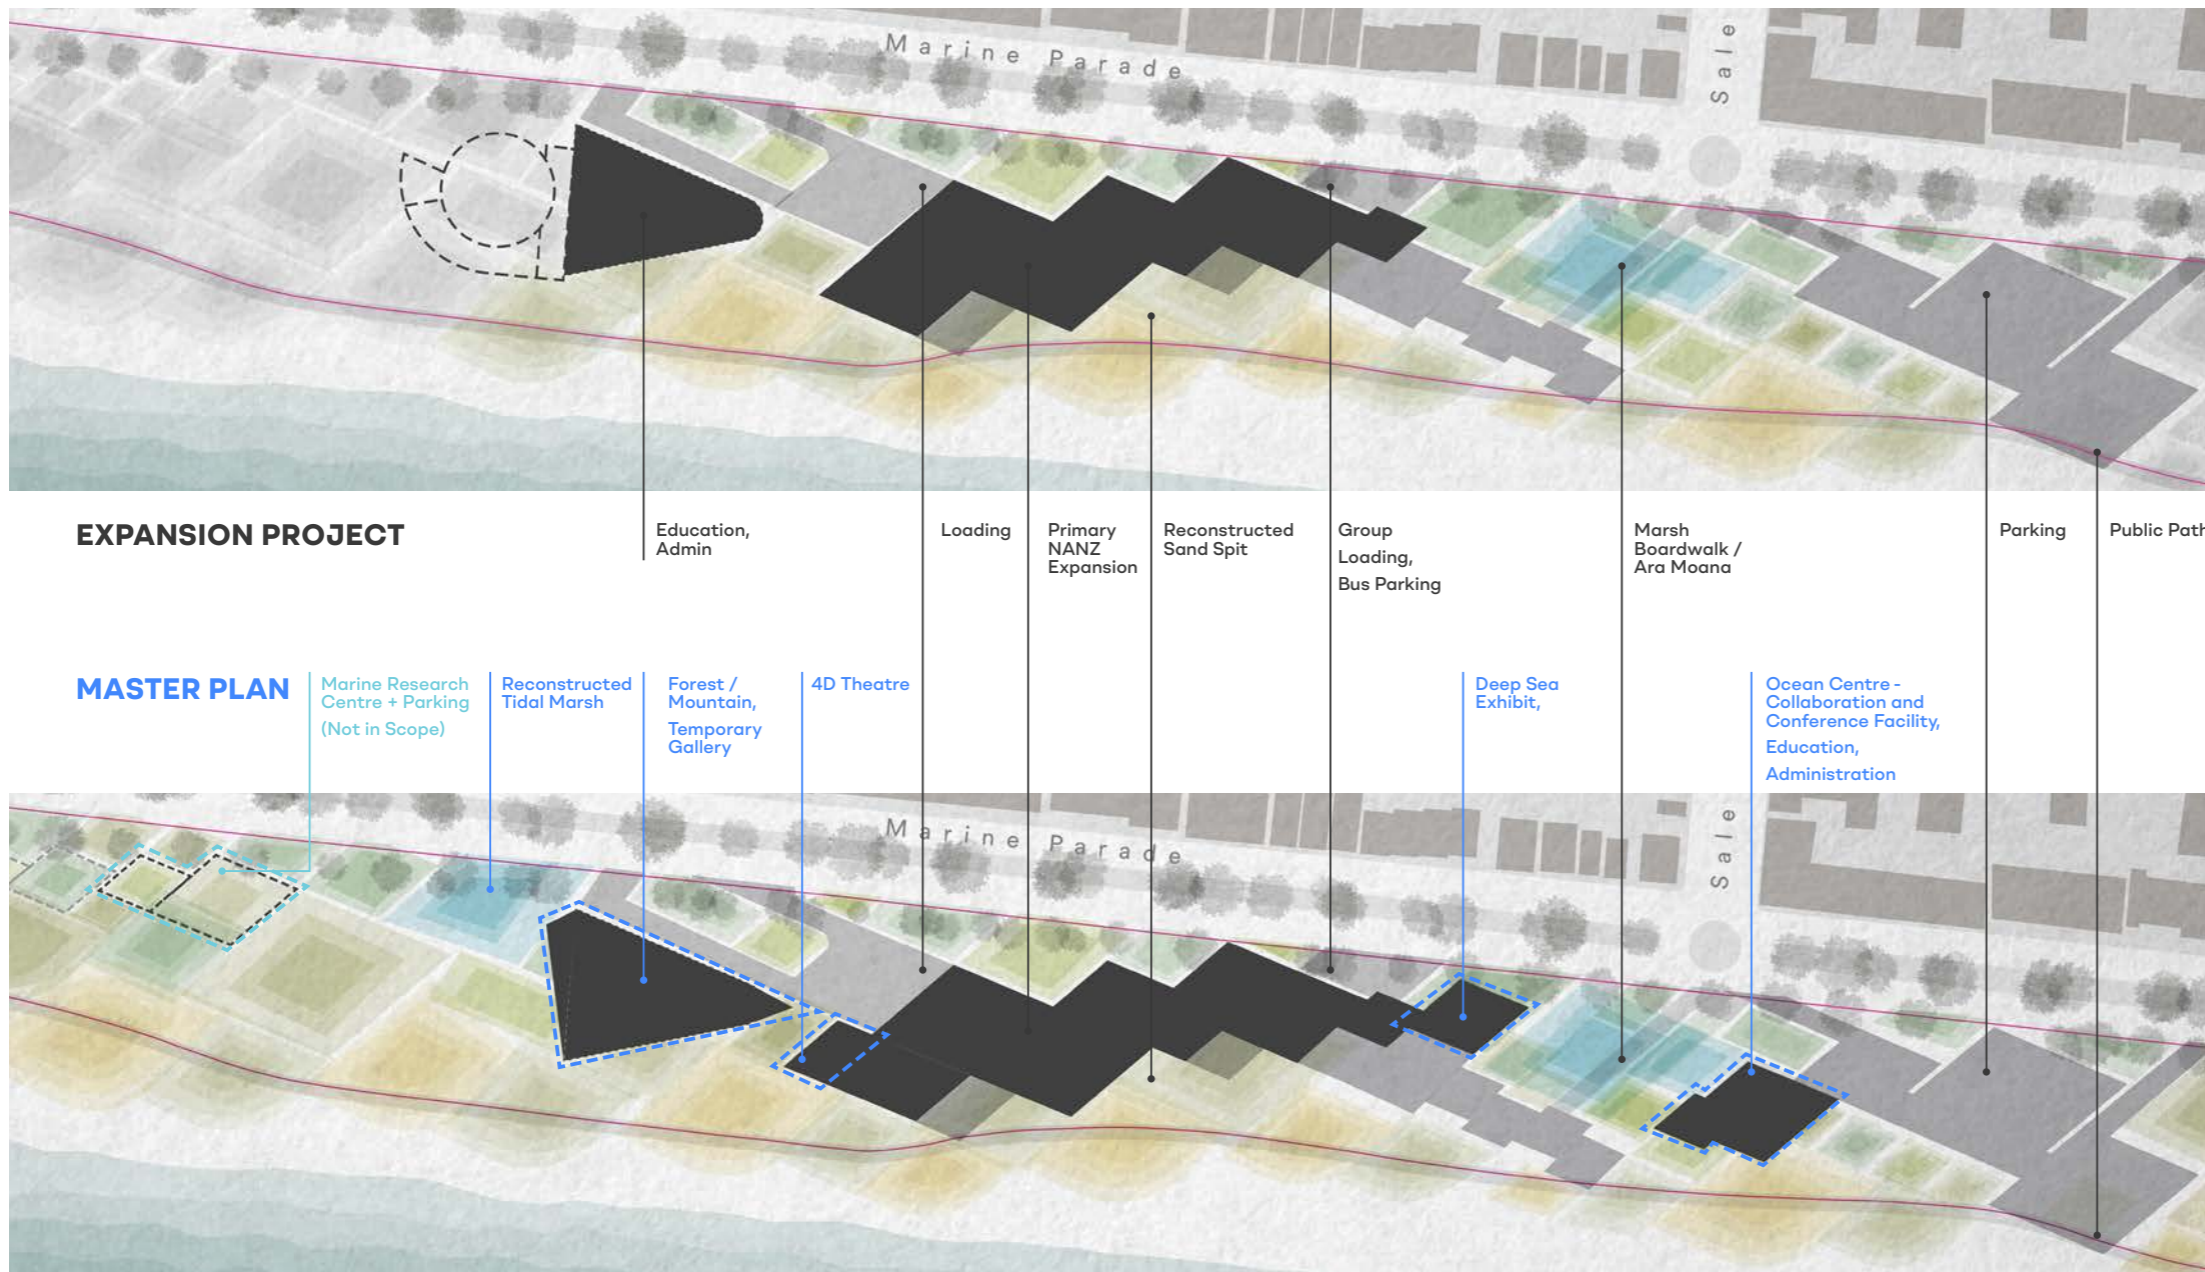 Marine Parade
Sale
EXPANSION PROJECT
Education,
Admin
Loading
Primary
NANZ
Expansion
Reconstructed
Sand Spit
Group
Loading,
Bus Parking
Marsh
Boardwalk /
Ara Moana
Parking
Public Path
MASTER PLAN
Marine Research
Centre + Parking
(Not in Scope)
Reconstructed
Tidal Marsh
Forest /
Mountain,
Temporary
Gallery
4D Theatre
Deep Sea
Exhibit,
Ocean Centre -
Collaboration and
Conference Facility,
Education,
Administration
Marine Parade
Sale